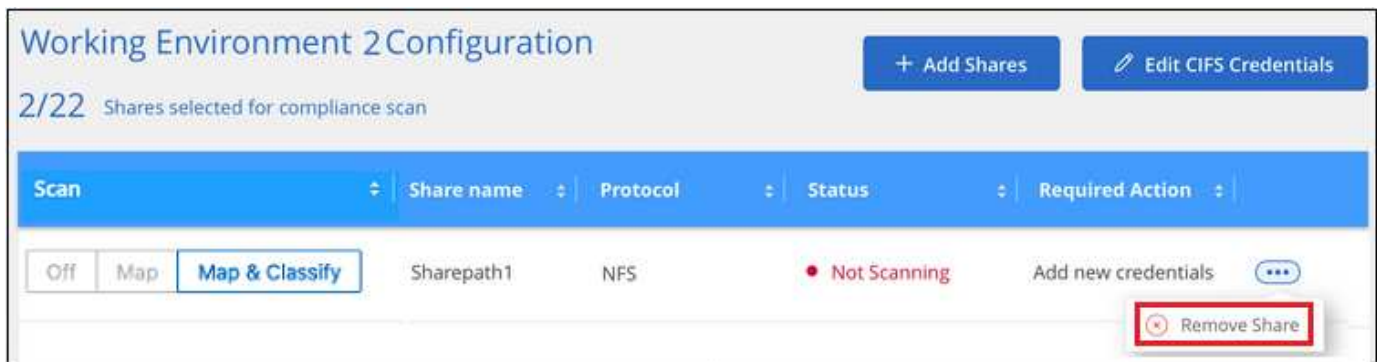 Working Environment 2 Configuration
+ Add Shares
Edit CIFS Credentials
2/22 Shares selected for compliance scan
Scan Share name Protocol Status Required Action
Off Map Map & Classify Sharepath1 NFS Not Scanning Add new credentials
Remove Share